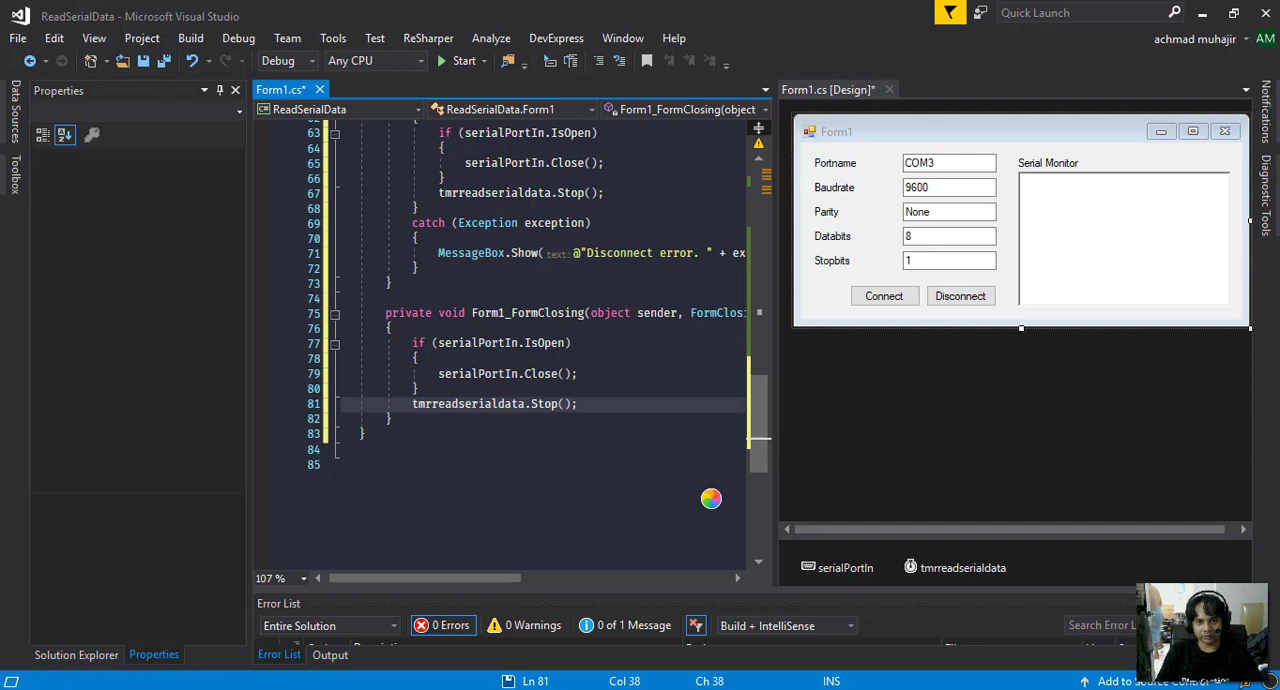 ReadSerialData - Microsoft Visual Studio
Quick Launch
File Edit View Project Build Debug Team Tools Test ReSharper Analyze DevExpress Window Help
achmad muhajir AM
Debug Any CPU Start
Data Sources
Toolbox
Properties
Form1.cs*
ReadSerialData ReadSerialData.Form1 Form1_FormClosing(object
63 if (serialPortIn.IsOpen)
64 {
65 serialPortIn.Close();
66 }
67 tmrreadserialdata.Stop();
68 }
69 catch (Exception exception)
70 {
71 MessageBox.Show(text: @"Disconnect error. " + ex
72 }
73 }
74
75 private void Form1_FormClosing(object sender, FormClos
76 {
77 if (serialPortIn.IsOpen)
78 {
79 serialPortIn.Close();
80 }
81 tmrreadserialdata.Stop();
82 }
83 }
84
85
107 %
Form1.cs [Design]*
Form1
Portname COM3
Baudrate 9600
Parity None
Databits 8
Stopbits 1
Connect Disconnect
Serial Monitor
serialPortIn tmrreadserialdata
Notifications
Diagnostic Tools
Error List
Entire Solution 0 Errors 0 Warnings 0 of 1 Message Build + IntelliSense Search Error L
Solution Explorer Properties Error List Output
Ln 81 Col 38 Ch 38 INS Add to Source Control